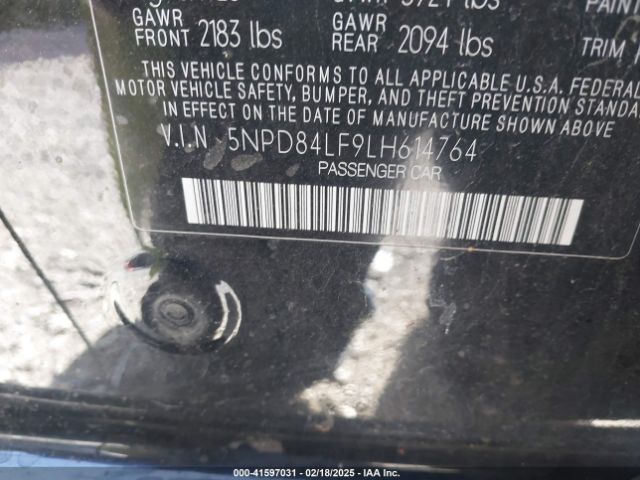 GAWR
FRONT 2183 lbs
GAWR
REAR 2094 lbs
TRIM
THIS VEHICLE CONFORMS TO ALL APPLICABLE U.S.A. FEDERAL
MOTOR VEHICLE SAFETY, BUMPER, AND THEFT PREVENTION STANDA
IN EFFECT ON THE DATE OF MANUFACTURE SHOWN ABOVE
V.I.N. 5NPD84LF9LH614764
PASSENGER CAR
000-41597031 - 02/18/2025 - IAA Inc.